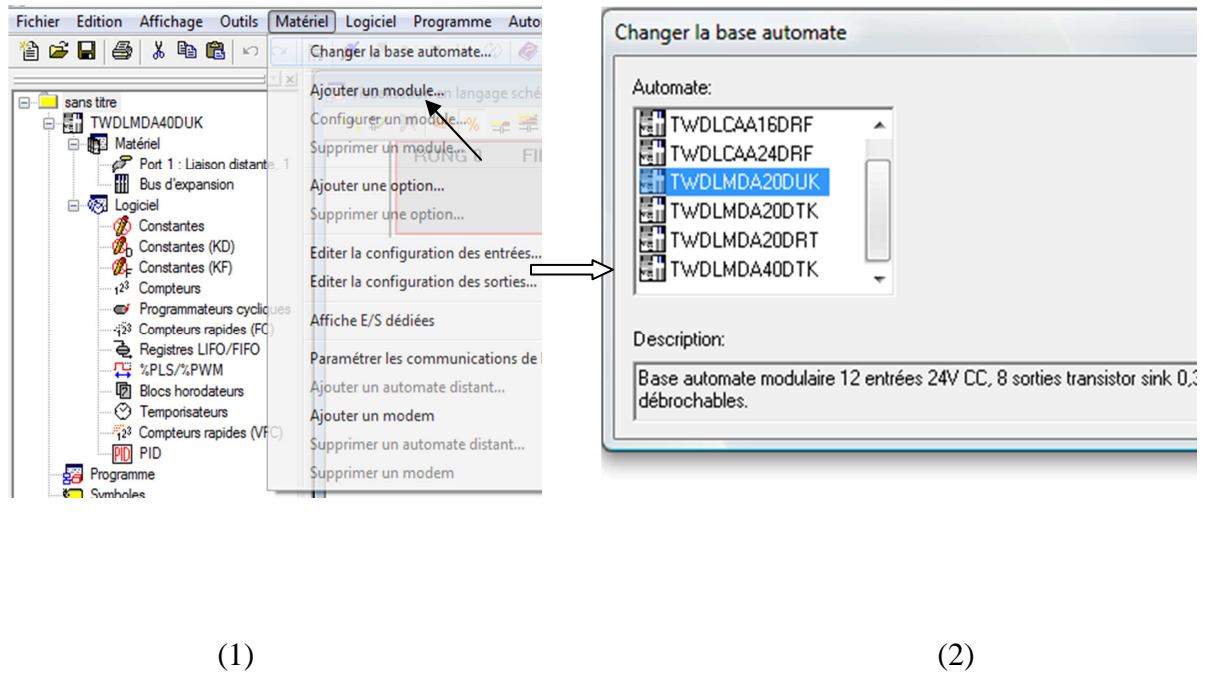 Fichier Edition Affichage Outils Matériel Logiciel Programme
sans titre
TWDLMDA40DUK
Matériel
Port 1 : Liaison distante, 1
Bus d'expansion
Logiciel
Constantes
Constantes (KD)
Constantes (KF)
Compteurs
Programmateurs cycliques
Compteurs rapides (FC)
Registres LIFO/FIFO
%PLS/%PWM
Blocs horodateurs
Temporisateurs
Compteurs rapides (VFC)
PID
Programme
Symboles
Changer la base automate...
Ajouter un module...
Configurer un module...
Supprimer un module...
Ajouter une option...
Supprimer une option...
Editer la configuration des entrées...
Editer la configuration des sorties...
Affiche E/S dédiées
Paramétrer les communications de
Ajouter un automate distant...
Ajouter un modem
Supprimer un automate distant...
Supprimer un modem
en langage
RUNG
Changer la base automate
Automate:
TWDLCAA16DRF
TWDLCAA24DRF
TWDLMDA20DUK
TWDLMDA20DTK
TWDLMDA20DRT
TWDLMDA40DTK
Description:
Base automate modulaire 12 entrées 24V CC, 8 sorties transistor sink 0,3
débrochables.
(1) (2)